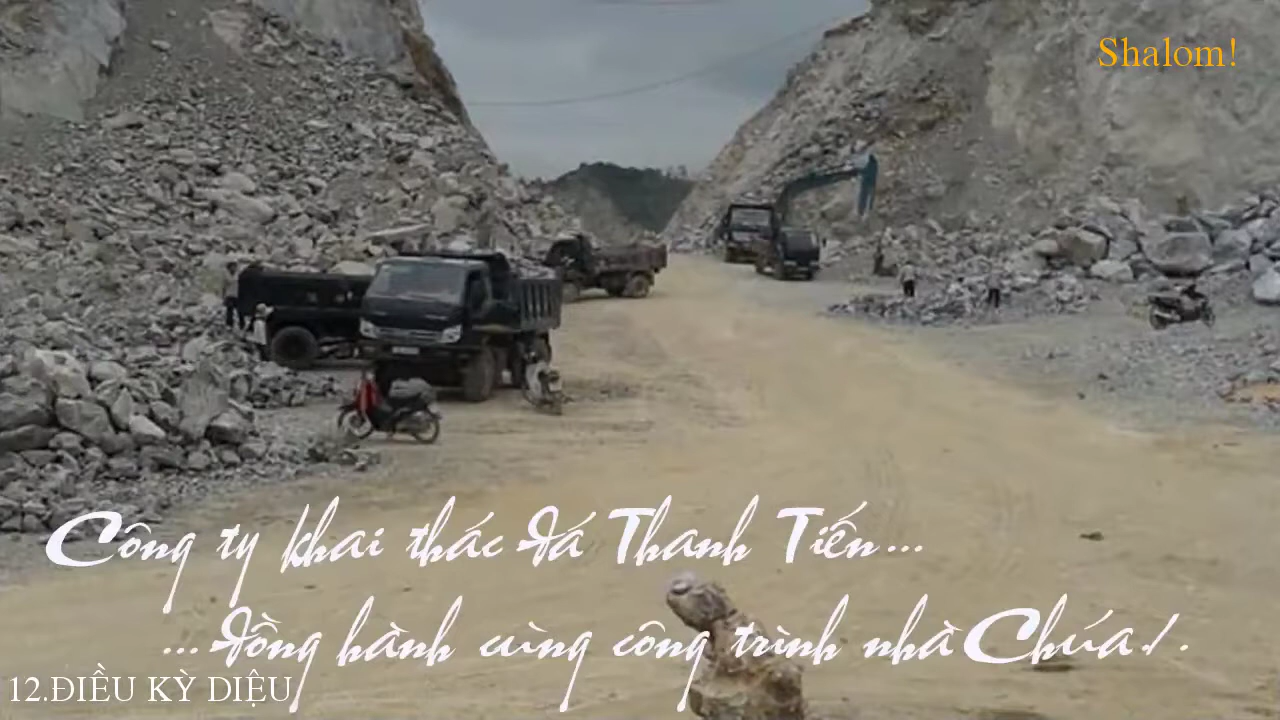 Shalom!
Công ty khai thác đá Thanh Tiến...
...đồng hành cùng công trình nhà Chúa!.
12.ĐIỀU KỲ DIỆU